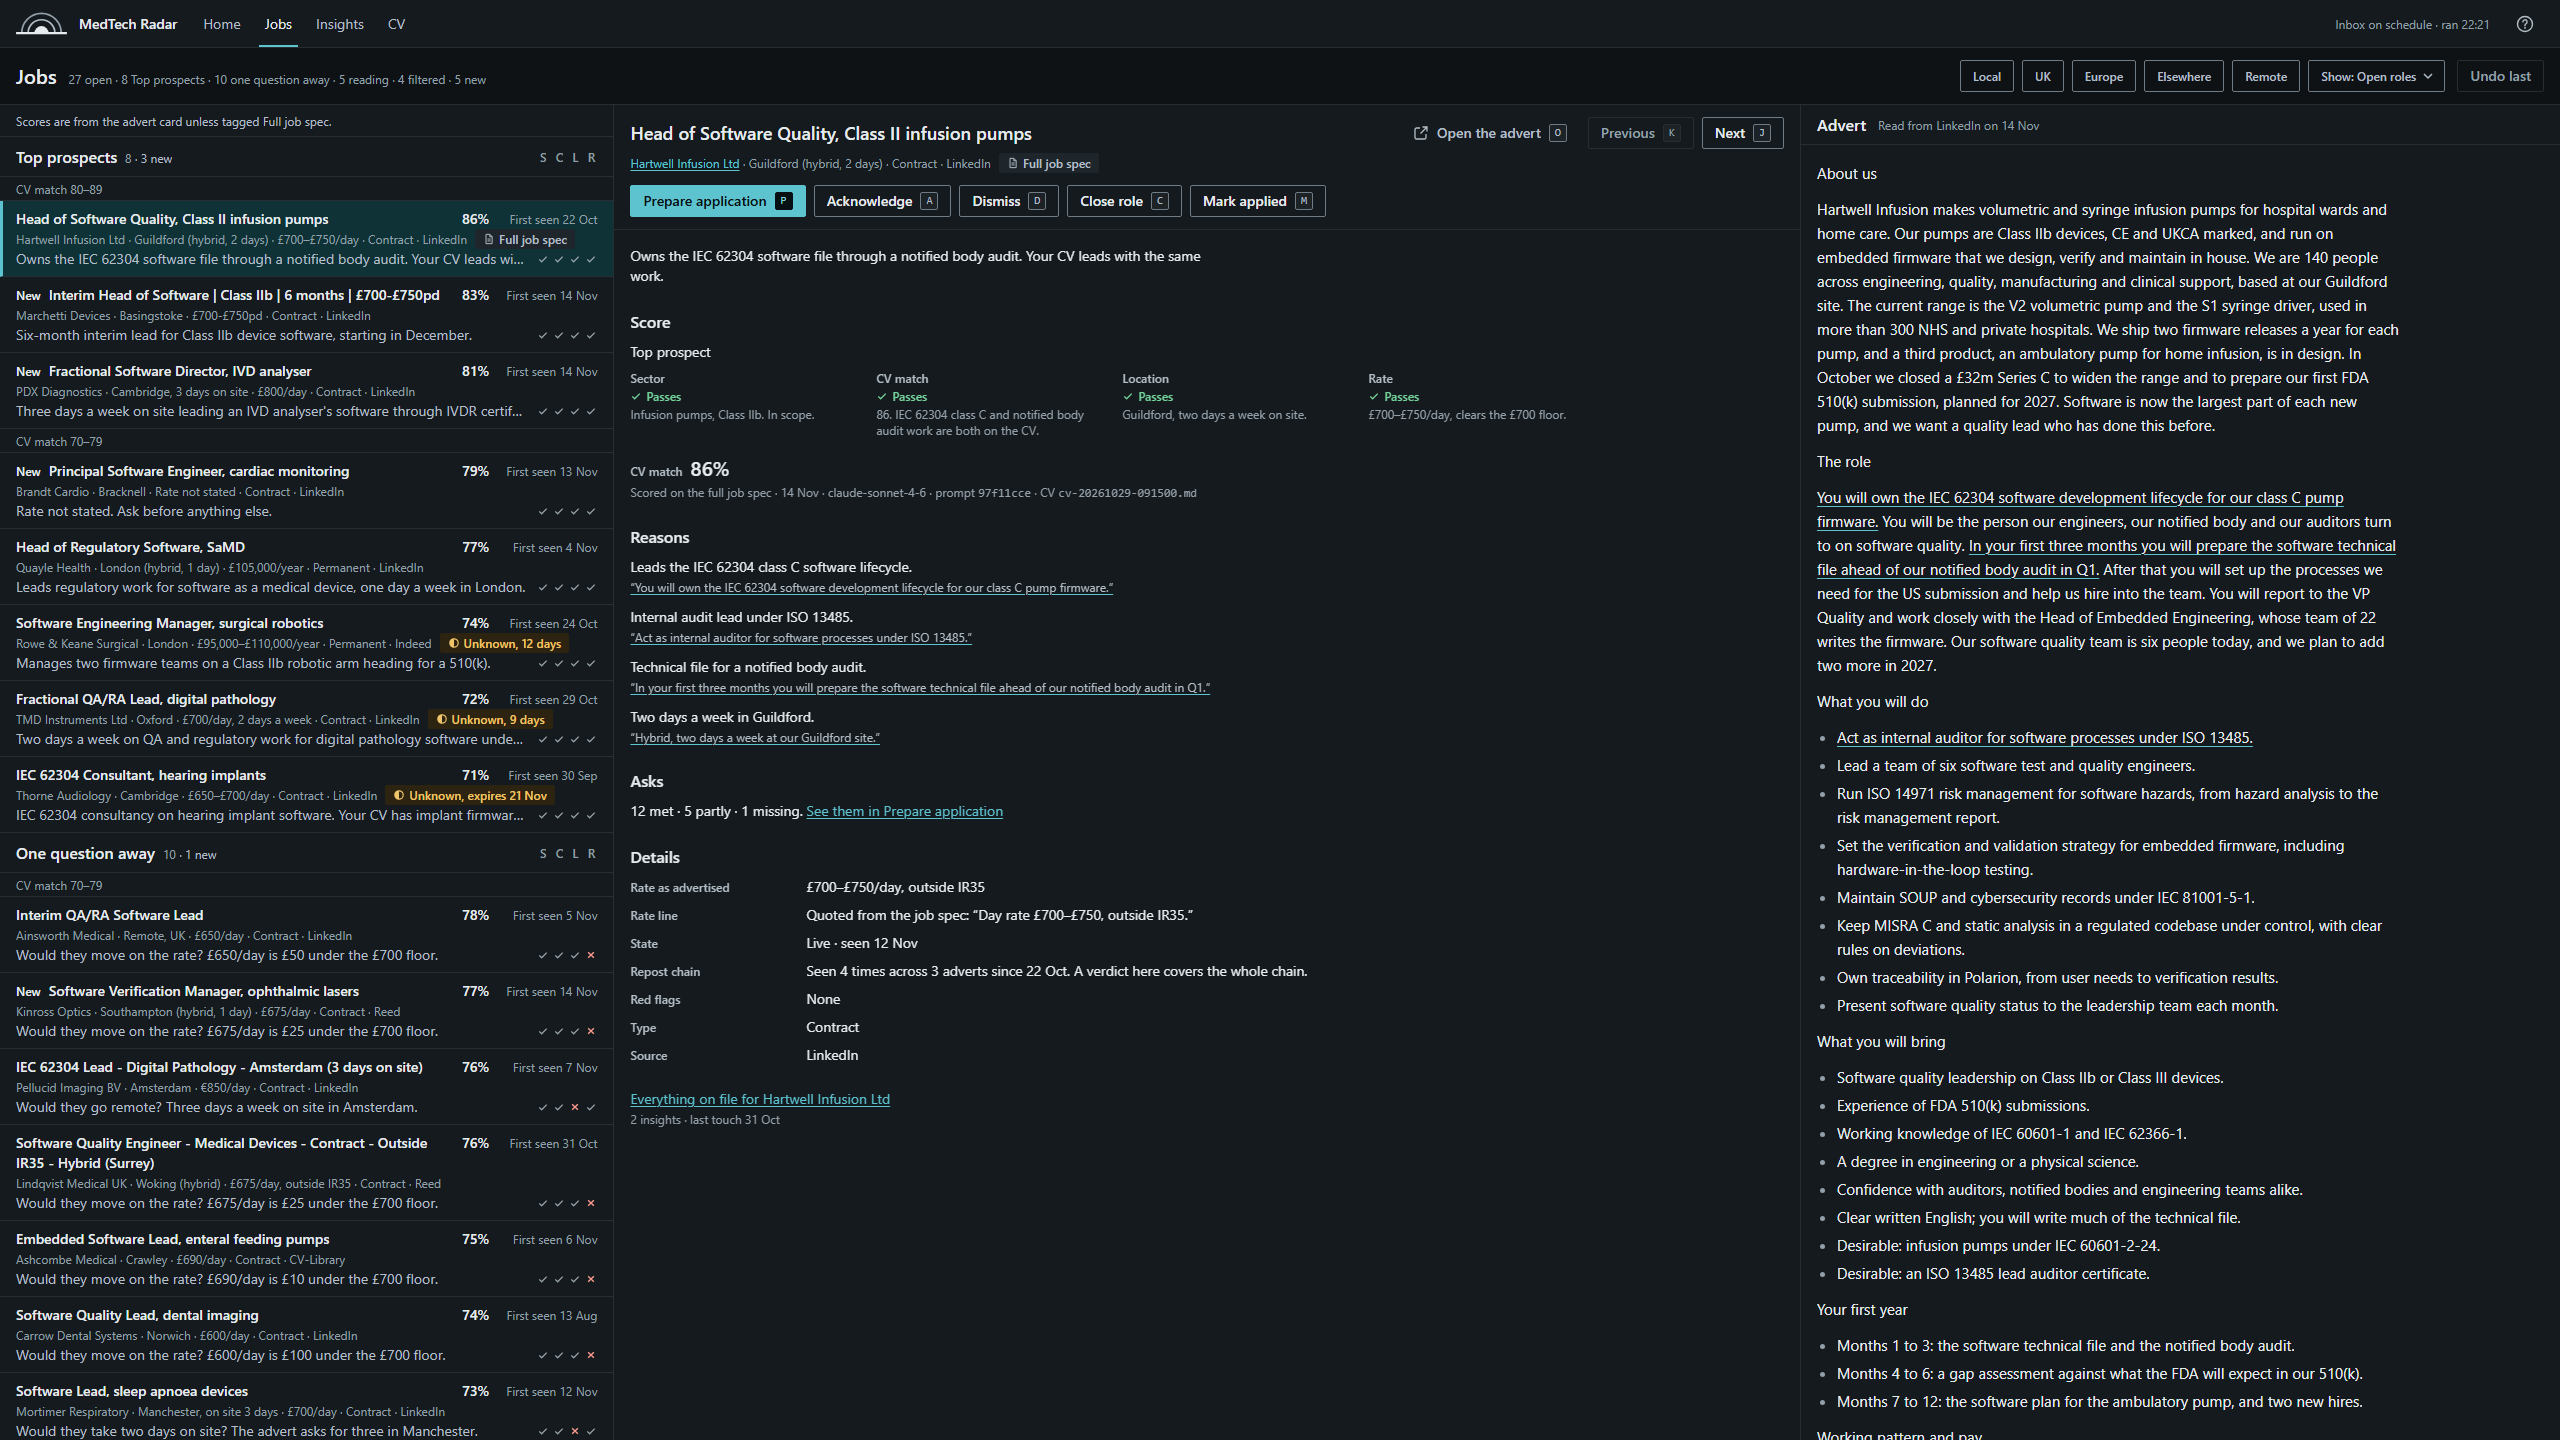 MedTech Radar Home Jobs Insights CV Inbox on schedule · ran 22:21
Jobs 27 open · 8 Top prospects · 10 one question away · 5 reading · 4 filtered · 5 new
Local UK Europe Elsewhere Remote Show: Open roles Undo last
Scores are from the advert card unless tagged Full job spec.
Top prospects 8 · 3 new S C L R
CV match 80–89
Head of Software Quality, Class II infusion pumps 86% First seen 22 Oct
Hartwell Infusion Ltd · Guildford (hybrid, 2 days) · £700–£750/day · Contract · LinkedIn Full job spec
Owns the IEC 62304 software file through a notified body audit. Your CV leads wi... ✓ ✓ ✓ ✓
New Interim Head of Software | Class IIb | 6 months | £700-£750pd 83% First seen 14 Nov
Marchetti Devices · Basingstoke · £700-£750pd · Contract · LinkedIn
Six-month interim lead for Class IIb device software, starting in December. ✓ ✓ ✓ ✓
New Fractional Software Director, IVD analyser 81% First seen 14 Nov
PDX Diagnostics · Cambridge, 3 days on site · £800/day · Contract · LinkedIn
Three days a week on site leading an IVD analyser's software through IVDR certif... ✓ ✓ ✓ ✓
CV match 70–79
New Principal Software Engineer, cardiac monitoring 79% First seen 13 Nov
Brandt Cardio · Bracknell · Rate not stated · Contract · LinkedIn
Rate not stated. Ask before anything else. ✓ ✓ ✓ ✓
Head of Regulatory Software, SaMD 77% First seen 4 Nov
Quayle Health · London (hybrid, 1 day) · £105,000/year · Permanent · LinkedIn
Leads regulatory work for software as a medical device, one day a week in London. ✓ ✓ ✓ ✓
Software Engineering Manager, surgical robotics 74% First seen 24 Oct
Rowe & Keane Surgical · London · £95,000–£110,000/year · Permanent · Indeed Unknown, 12 days
Manages two firmware teams on a Class IIb robotic arm heading for a 510(k). ✓ ✓ ✓ ✓
Fractional QA/RA Lead, digital pathology 72% First seen 29 Oct
TMD Instruments Ltd · Oxford · £700/day, 2 days a week · Contract · LinkedIn Unknown, 9 days
Two days a week on QA and regulatory work for digital pathology software unde... ✓ ✓ ✓ ✓
IEC 62304 Consultant, hearing implants 71% First seen 30 Sep
Thorne Audiology · Cambridge · £650–£700/day · Contract · LinkedIn Unknown, expires 21 Nov
IEC 62304 consultancy on hearing implant software. Your CV has implant firmwar... ✓ ✓ ✓ ✓
One question away 10 · 1 new S C L R
CV match 70–79
Interim QA/RA Software Lead 78% First seen 5 Nov
Ainsworth Medical · Remote, UK · £650/day · Contract · LinkedIn
Would they move on the rate? £650/day is £50 under the £700 floor. ✓ ✓ ✓ ✕
New Software Verification Manager, ophthalmic lasers 77% First seen 14 Nov
Kinross Optics · Southampton (hybrid, 1 day) · £675/day · Contract · Reed
Would they move on the rate? £675/day is £25 under the £700 floor. ✓ ✓ ✓ ✕
IEC 62304 Lead - Digital Pathology - Amsterdam (3 days on site) 76% First seen 7 Nov
Pellucid Imaging BV · Amsterdam · €850/day · Contract · LinkedIn
Would they go remote? Three days a week on site in Amsterdam. ✓ ✓ ✕ ✓
Software Quality Engineer - Medical Devices - Contract - Outside 76% First seen 31 Oct
IR35 - Hybrid (Surrey)
Lindqvist Medical UK · Woking (hybrid) · £675/day, outside IR35 · Contract · Reed
Would they move on the rate? £675/day is £25 under the £700 floor. ✓ ✓ ✓ ✕
Embedded Software Lead, enteral feeding pumps 75% First seen 6 Nov
Ashcombe Medical · Crawley · £690/day · Contract · CV-Library
Would they move on the rate? £690/day is £10 under the £700 floor. ✓ ✓ ✓ ✕
Software Quality Lead, dental imaging 74% First seen 13 Aug
Carrow Dental Systems · Norwich · £600/day · Contract · LinkedIn
Would they move on the rate? £600/day is £100 under the £700 floor. ✓ ✓ ✓ ✕
Software Lead, sleep apnoea devices 73% First seen 12 Nov
Mortimer Respiratory · Manchester, on site 3 days · £700/day · Contract · LinkedIn
Would they take two days on site? The advert asks for three in Manchester. ✓ ✓ ✕ ✓
Head of Software Quality, Class II infusion pumps Open the advert O Previous K Next J
Hartwell Infusion Ltd · Guildford (hybrid, 2 days) · Contract · LinkedIn Full job spec
Prepare application P Acknowledge A Dismiss D Close role C Mark applied M
Owns the IEC 62304 software file through a notified body audit. Your CV leads with the same
work.
Score
Top prospect
Sector CV match Location Rate
✓ Passes ✓ Passes ✓ Passes ✓ Passes
Infusion pumps, Class IIb. In scope. 86. IEC 62304 class C and notified body Guildford, two days a week on site. £700–£750/day, clears the £700 floor.
audit work are both on the CV.
CV match 86%
Scored on the full job spec · 14 Nov · claude-sonnet-4-6 · prompt 97f11cce · CV cv-20261029-091500.md
Reasons
Leads the IEC 62304 class C software lifecycle.
“You will own the IEC 62304 software development lifecycle for our class C pump firmware.”
Internal audit lead under ISO 13485.
“Act as internal auditor for software processes under ISO 13485.”
Technical file for a notified body audit.
“In your first three months you will prepare the software technical file ahead of our notified body audit in Q1.”
Two days a week in Guildford.
“Hybrid, two days a week at our Guildford site.”
Asks
12 met · 5 partly · 1 missing. See them in Prepare application
Details
Rate as advertised £700–£750/day, outside IR35
Rate line Quoted from the job spec: “Day rate £700–£750, outside IR35.”
State Live · seen 12 Nov
Repost chain Seen 4 times across 3 adverts since 22 Oct. A verdict here covers the whole chain.
Red flags None
Type Contract
Source LinkedIn
Everything on file for Hartwell Infusion Ltd
2 insights · last touch 31 Oct
Advert Read from LinkedIn on 14 Nov
About us
Hartwell Infusion makes volumetric and syringe infusion pumps for hospital wards and
home care. Our pumps are Class IIb devices, CE and UKCA marked, and run on
embedded firmware that we design, verify and maintain in house. We are 140 people
across engineering, quality, manufacturing and clinical support, based at our Guildford
site. The current range is the V2 volumetric pump and the S1 syringe driver, used in
more than 300 NHS and private hospitals. We ship two firmware releases a year for each
pump, and a third product, an ambulatory pump for home infusion, is in design. In
October we closed a £32m Series C to widen the range and to prepare our first FDA
510(k) submission, planned for 2027. Software is now the largest part of each new
pump, and we want a quality lead who has done this before.
The role
You will own the IEC 62304 software development lifecycle for our class C pump
firmware. You will be the person our engineers, our notified body and our auditors turn
to on software quality. In your first three months you will prepare the software technical
file ahead of our notified body audit in Q1. After that you will set up the processes we
need for the US submission and help us hire into the team. You will report to the VP
Quality and work closely with the Head of Embedded Engineering, whose team of 22
writes the firmware. Our software quality team is six people today, and we plan to add
two more in 2027.
What you will do
• Act as internal auditor for software processes under ISO 13485.
• Lead a team of six software test and quality engineers.
• Run ISO 14971 risk management for software hazards, from hazard analysis to the
risk management report.
• Set the verification and validation strategy for embedded firmware, including
hardware-in-the-loop testing.
• Maintain SOUP and cybersecurity records under IEC 81001-5-1.
• Keep MISRA C and static analysis in a regulated codebase under control, with clear
rules on deviations.
• Own traceability in Polarion, from user needs to verification results.
• Present software quality status to the leadership team each month.
What you will bring
• Software quality leadership on Class IIb or Class III devices.
• Experience of FDA 510(k) submissions.
• Working knowledge of IEC 60601-1 and IEC 62366-1.
• A degree in engineering or a physical science.
• Confidence with auditors, notified bodies and engineering teams alike.
• Clear written English; you will write much of the technical file.
• Desirable: infusion pumps under IEC 60601-2-24.
• Desirable: an ISO 13485 lead auditor certificate.
Your first year
• Months 1 to 3: the software technical file and the notified body audit.
• Months 4 to 6: a gap assessment against what the FDA will expect in our 510(k).
• Months 7 to 12: the software plan for the ambulatory pump, and two new hires.
Working pattern and pay